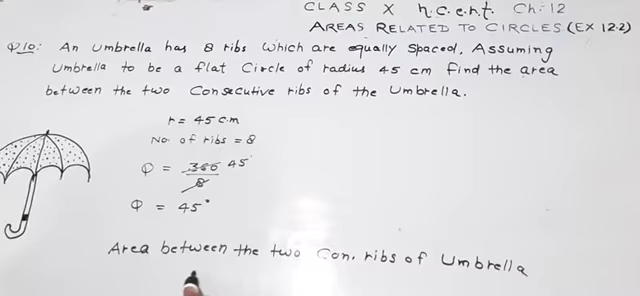 CLASS X n.c.e.r.t. Ch:12
AREAS RELATED TO CIRCLES (EX 12.2)
Q10: An Umbrella has 8 ribs which are equally spaced, Assuming
Umbrella to be a flat Circle of radius 45 cm find the area
between the two Consecutive ribs of the Umbrella.
r = 45 c.m
No. of ribs = 8
Φ = 360/8 45
Φ = 45°
Area between the two Con. ribs of Umbrella